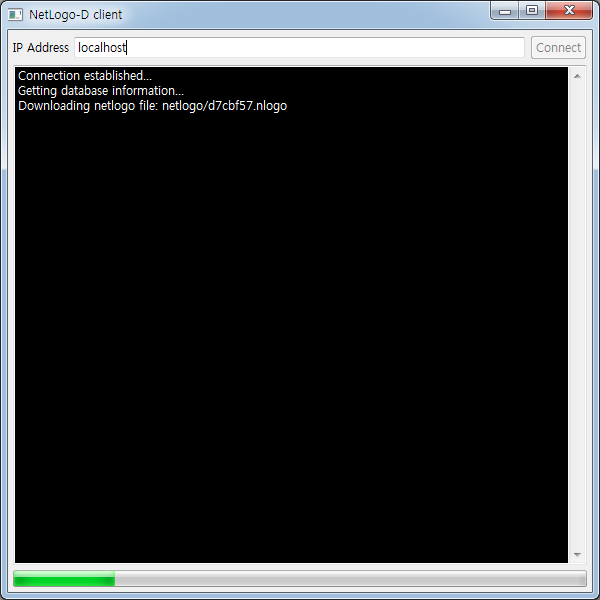 NetLogo-D client
IP Address localhost Connect
Connection established...
Getting database information...
Downloading netlogo file: netlogo/d7cbf57.nlogo